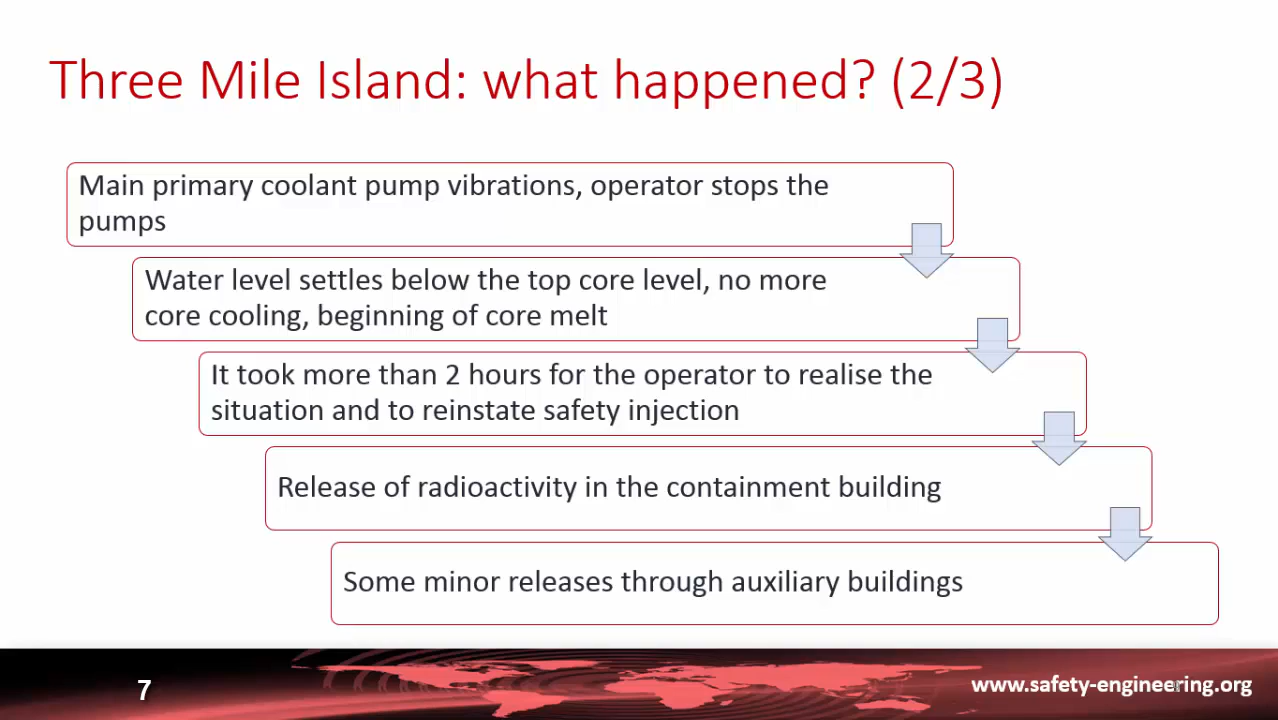 Three Mile Island: what happened? (2/3)
Main primary coolant pump vibrations, operator stops the
pumps
Water level settles below the top core level, no more
core cooling, beginning of core melt
It took more than 2 hours for the operator to realise the
situation and to reinstate safety injection
Release of radioactivity in the containment building
Some minor releases through auxiliary buildings
7
www.safety-engineering.org